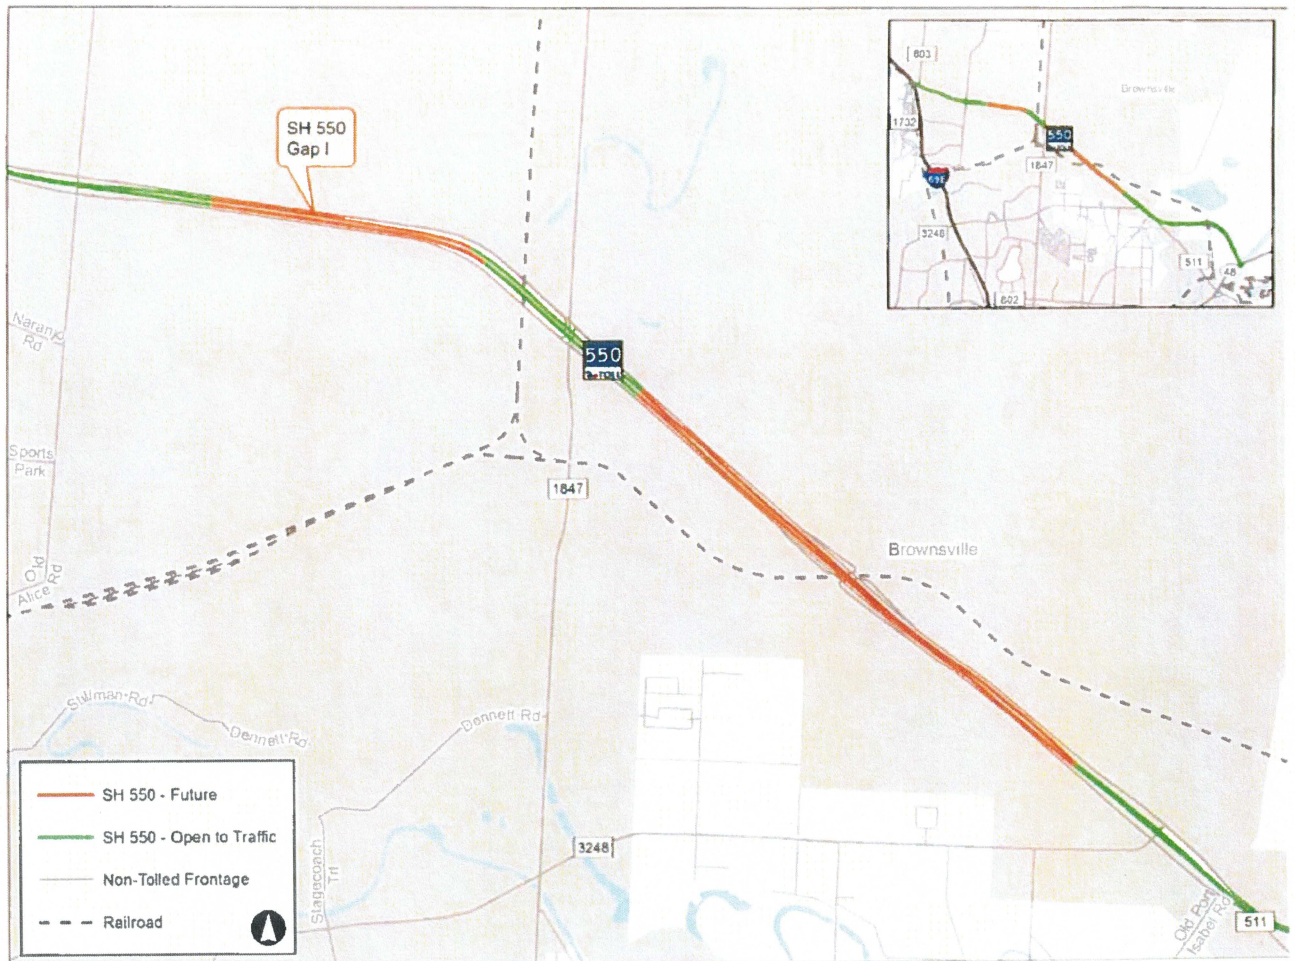 SH 550
Gap I
803
Brownsville
1732
550
1847
3248
511
48
802
Naranjo
Rd
550
Sports
Park
1847
Brownsville
Old
Alice Rd
Stillman Rd
Dennett Rd
Dennett Rd
SH 550 - Future
SH 550 - Open to Traffic
Non-Tolled Frontage
Railroad
Stagecoach
Trl
3248
Old Port
Isabel Rd
511